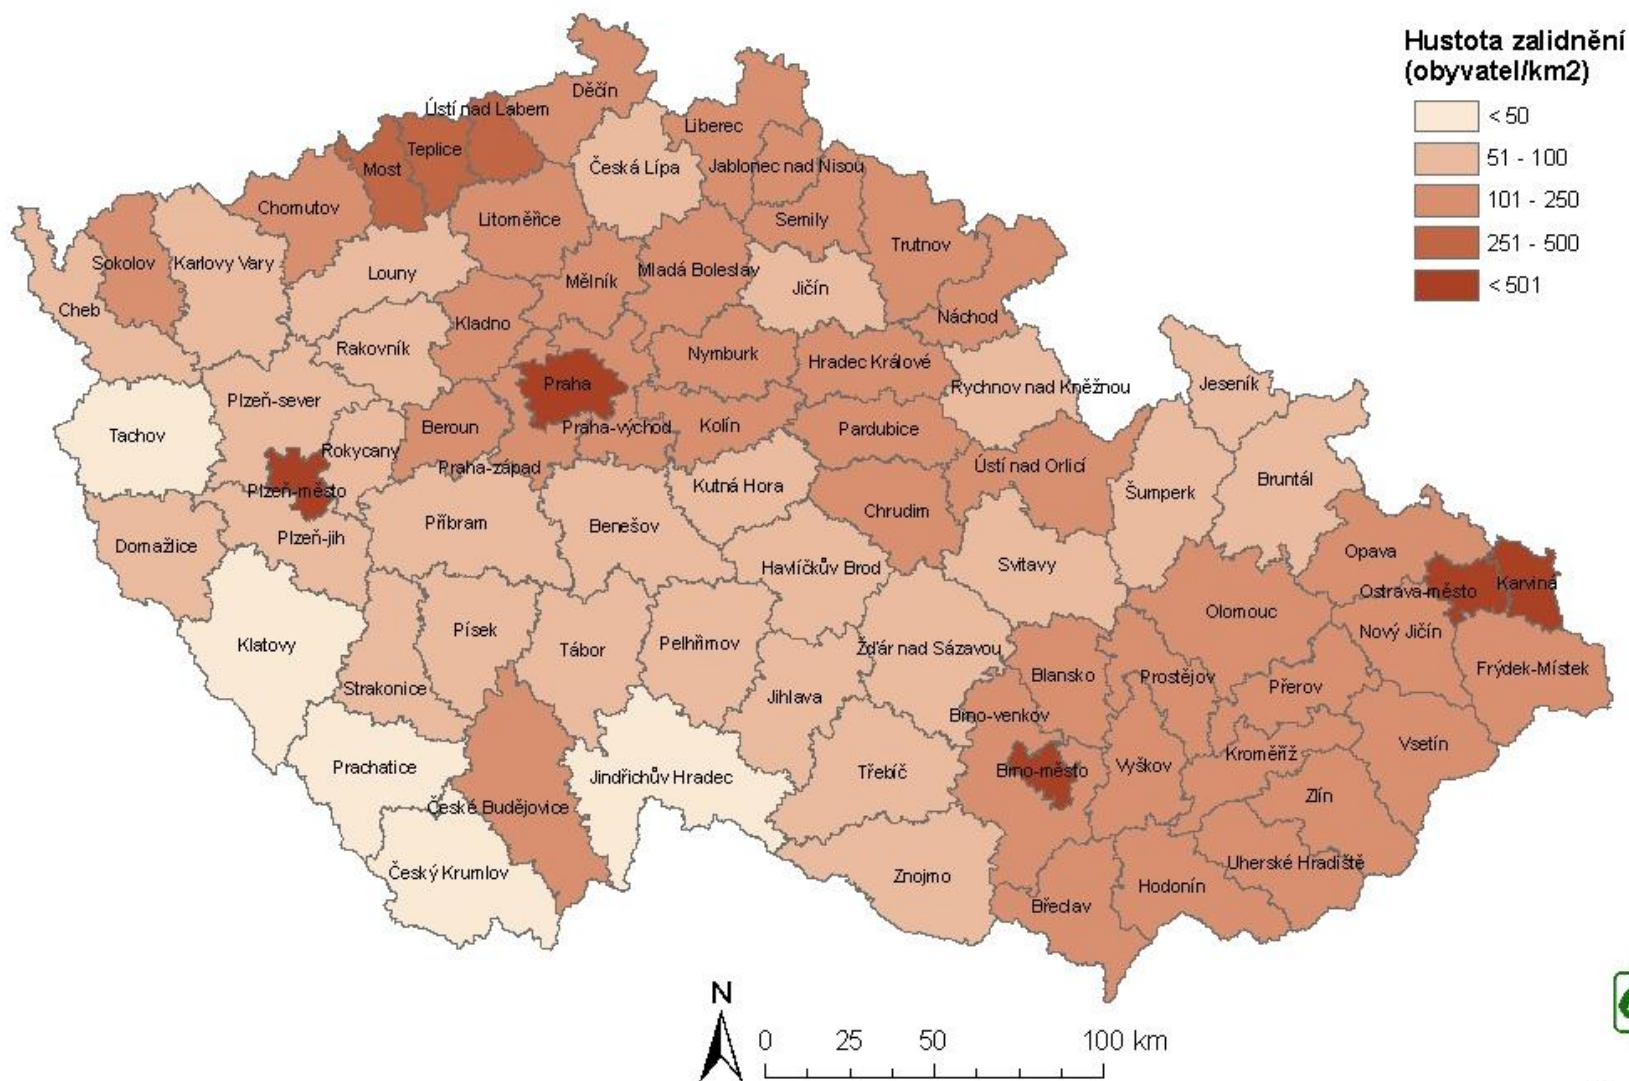 Hustota zalidnění
(obyvatel/km2)
< 50
51 - 100
101 - 250
251 - 500
< 501
Děčín
Ústí nad Labem
Liberec
Teplice
Most
Česká Lípa
Jablonec nad Nisou
Chomutov
Litoměřice
Semily
Trutnov
Sokolov
Karlovy Vary
Louny
Mělník
Mladá Boleslav
Jičín
Cheb
Kladno
Náchod
Rakovník
Nymburk
Hradec Králové
Praha
Rychnov nad Kněžnou
Jeseník
Plzeň-sever
Tachov
Beroun
Praha-východ
Kolín
Pardubice
Rokycany
Praha-západ
Ústí nad Orlicí
Plzeň-město
Kutná Hora
Šumperk
Bruntál
Chrudim
Příbram
Benešov
Domažlice
Plzeň-jih
Opava
Havlíčkův Brod
Svitavy
Karviná
Ostrava-město
Olomouc
Klatovy
Písek
Tábor
Pelhřimov
Žďár nad Sázavou
Nový Jičín
Blansko
Prostějov
Přerov
Frýdek-Místek
Strakonice
Jihlava
Brno-venkov
Vsetín
Kroměříž
Prachatice
Jindřichův Hradec
Třebíč
Brno-město
Vyškov
Zlín
České Budějovice
Český Krumlov
Znojmo
Uherské Hradiště
Hodonín
Břeclav
N
0 25 50 100 km